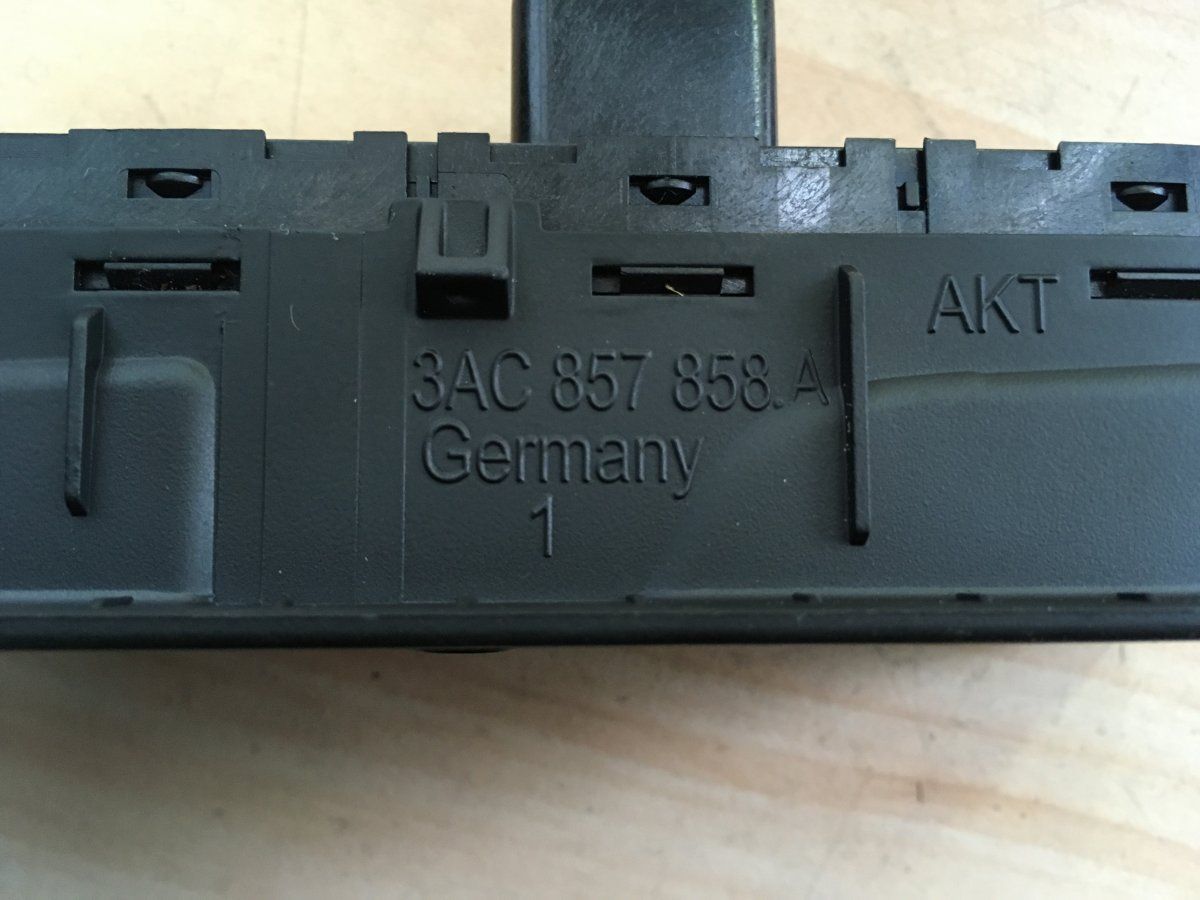 AKT
3AC 857 858.A
Germany
1